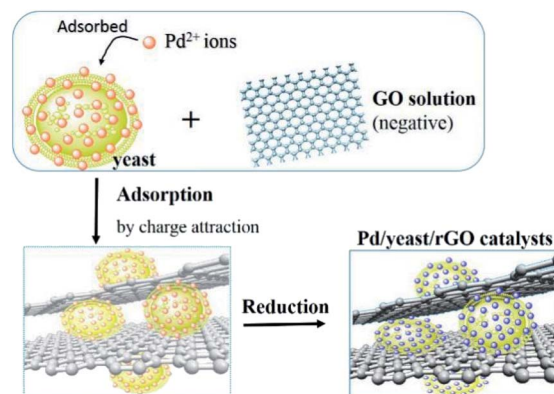 Adsorbed
Pd²⁺ ions
GO solution
(negative)
+
yeast
Adsorption
by charge attraction
Pd/yeast/rGO catalysts
Reduction